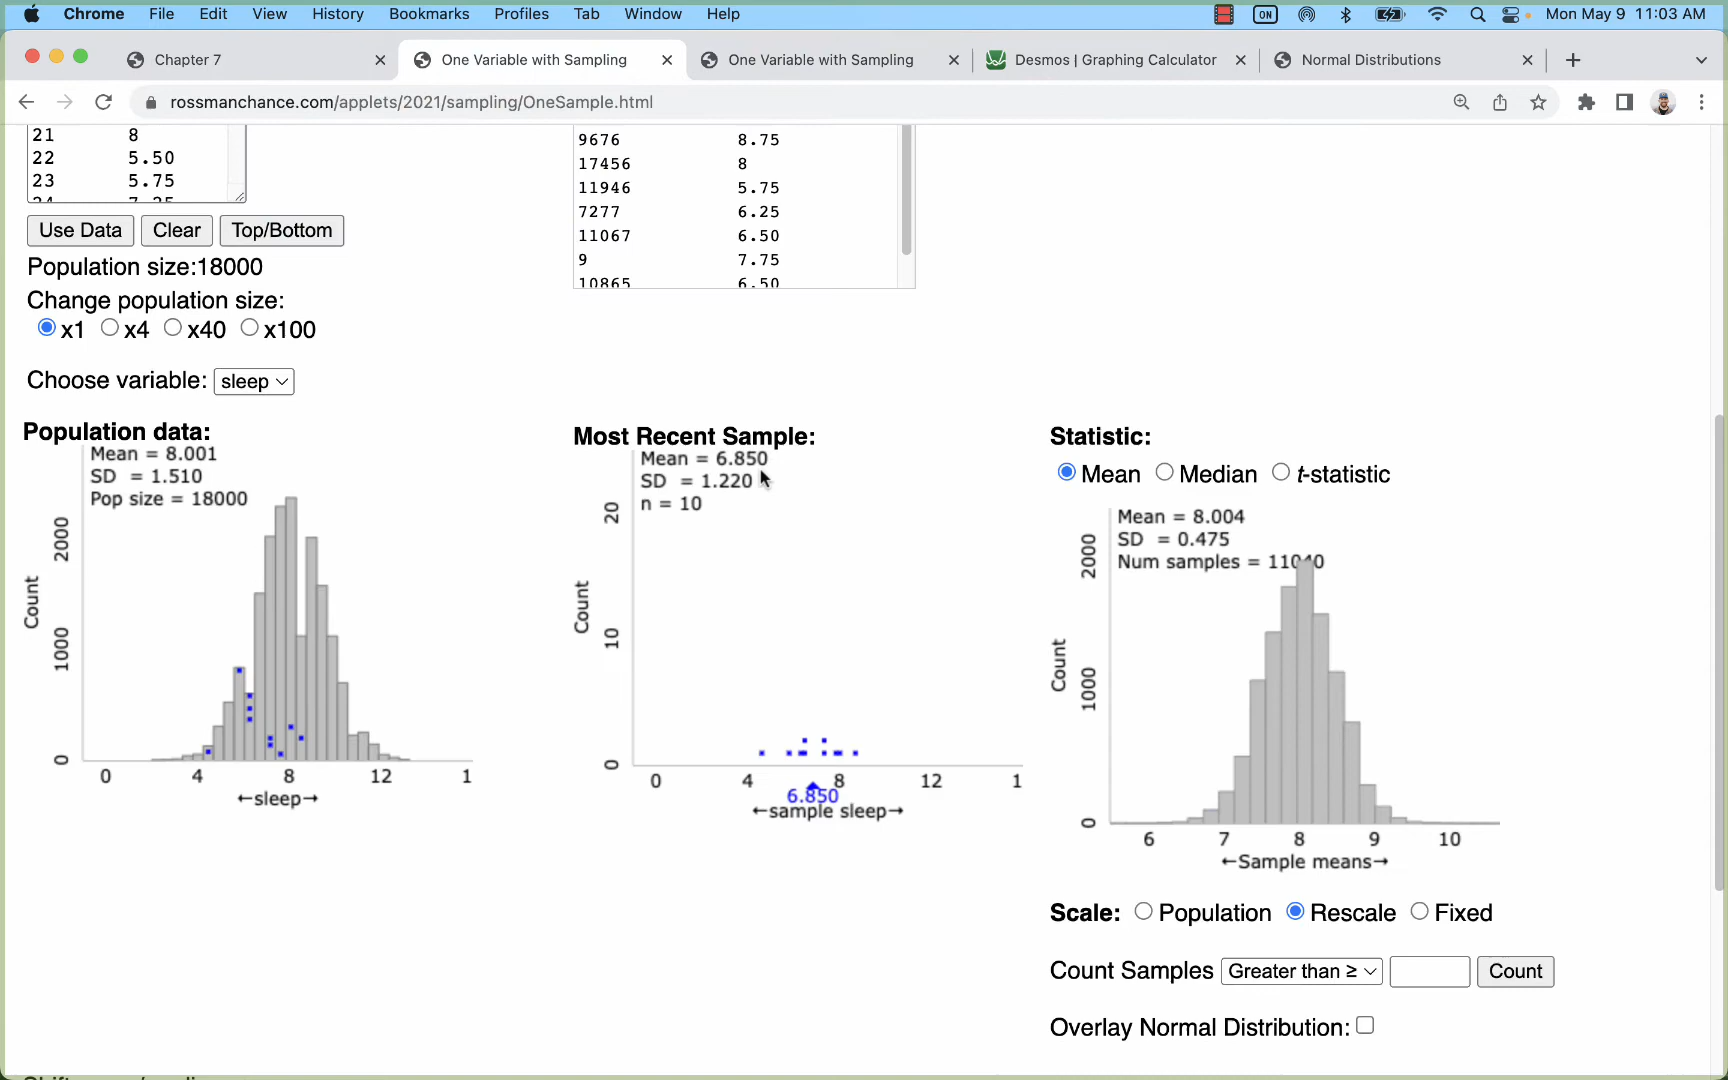 Chrome File Edit View History Bookmarks Profiles Tab Window Help ON Mon May 9 11:03 AM
Chapter 7 One Variable with Sampling One Variable with Sampling Desmos | Graphing Calculator Normal Distributions
rossmanchance.com/applets/2021/sampling/OneSample.html
21 8
22 5.50
23 5.75
24 7.25
9676 8.75
17456 8
11946 5.75
7277 6.25
11067 6.50
9 7.75
10865 6.50
Use Data Clear Top/Bottom
Population size:18000
Change population size:
x1 x4 x40 x100
Choose variable: sleep
Population data:
Mean = 8.001
SD = 1.510
Pop size = 18000
Count
2000
1000
0
0 4 8 12 1
←sleep→
Most Recent Sample:
Mean = 6.850
SD = 1.220
n = 10
Count
20
10
0
0 4 8 12 1
6.850
←sample sleep→
Statistic:
Mean Median t-statistic
Mean = 8.004
SD = 0.475
Num samples = 11040
Count
2000
1000
0
6 7 8 9 10
←Sample means→
Scale: Population Rescale Fixed
Count Samples Greater than ≥ Count
Overlay Normal Distribution: